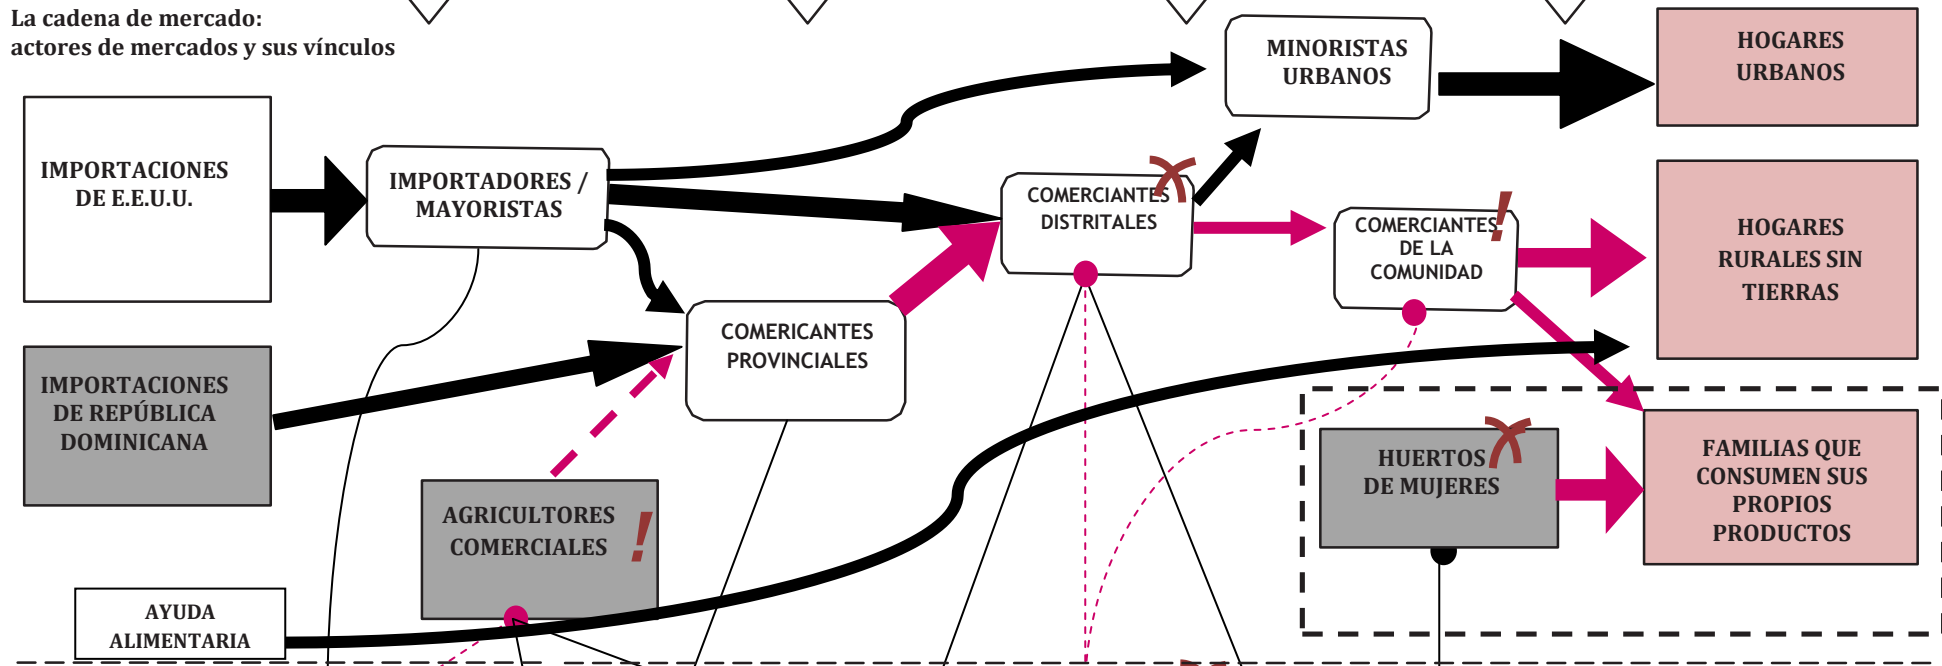 La cadena de mercado:
actores de mercados y sus vínculos
MINORISTAS
URBANOS
HOGARES
URBANOS
IMPORTACIONES
DE E.E.U.U.
IMPORTADORES /
MAYORISTAS
COMERCIANTES
DISTRITALES
COMERCIANTES
DE LA
COMUNIDAD
!
HOGARES
RURALES SIN
TIERRAS
COMERICANTES
PROVINCIALES
IMPORTACIONES
DE REPÚBLICA
DOMINICANA
HUERTOS
DE MUJERES
FAMILIAS QUE
CONSUMEN SUS
PROPIOS
PRODUCTOS
AGRICULTORES
COMERCIALES
!
AYUDA
ALIMENTARIA